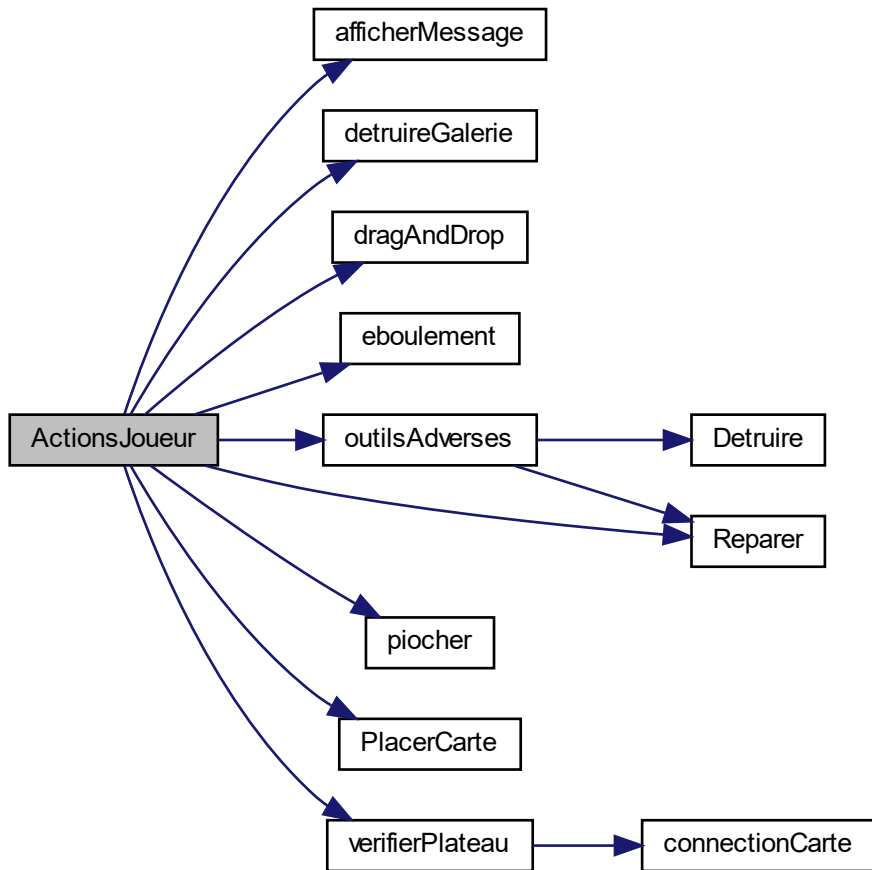 afficherMessage
detruireGalerie
dragAndDrop
eboulement
ActionsJoueur
outilsAdverses
Detruire
Reparer
piocher
PlacerCarte
verifierPlateau
connectionCarte